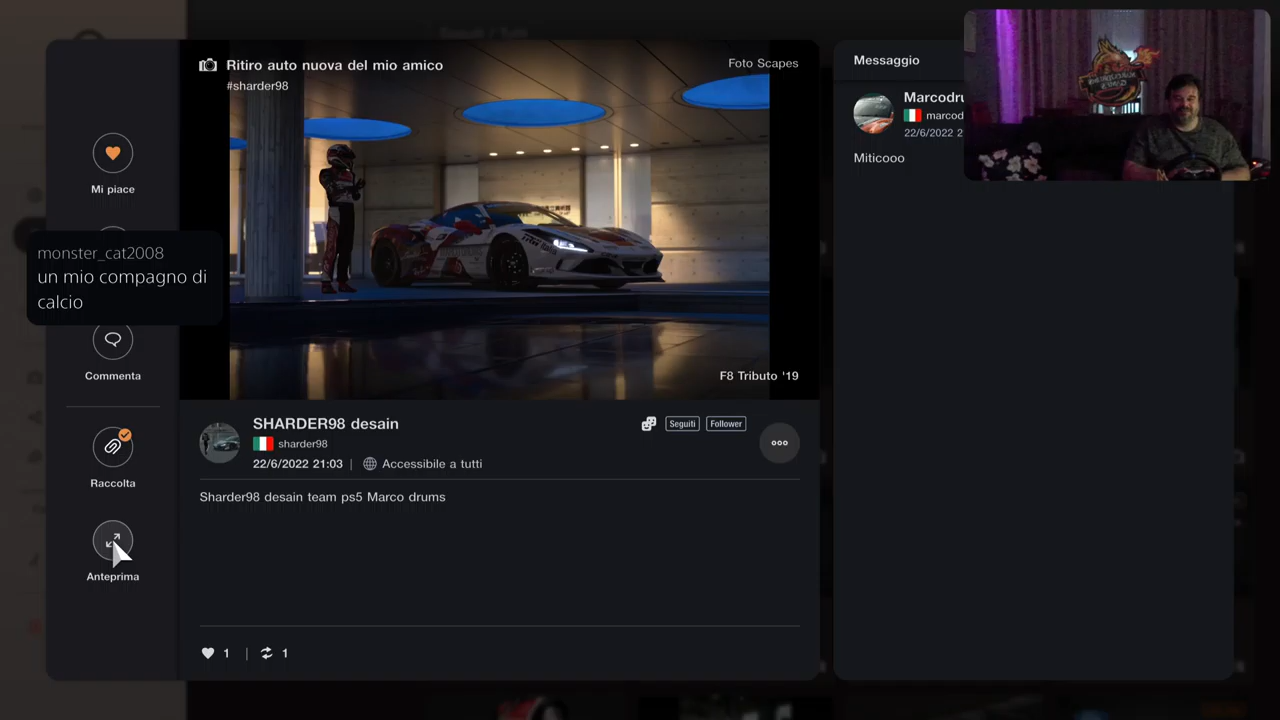 Ritiro auto nuova del mio amico
#sharder98
Foto Scapes
F8 Tributo '19
Mi piace
monster_cat2008
un mio compagno di
calcio
Commenta
Raccolta
Anteprima
SHARDER98 desain
sharder98
Seguiti
Follower
22/6/2022 21:03 | Accessibile a tutti
Sharder98 desain team ps5 Marco drums
1 | 1
Messaggio
Marcodru
marcod
22/6/2022 2
Miticooo